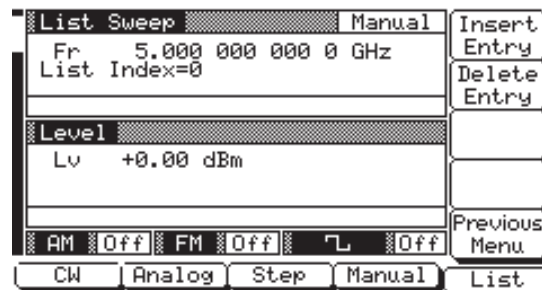 List Sweep Manual
Fr 5.000 000 000 0 GHz
List Index=0
Level
Lv +0.00 dBm
AM Off FM Off Off
CW Analog Step Manual List
Insert
Entry
Delete
Entry
Previous
Menu